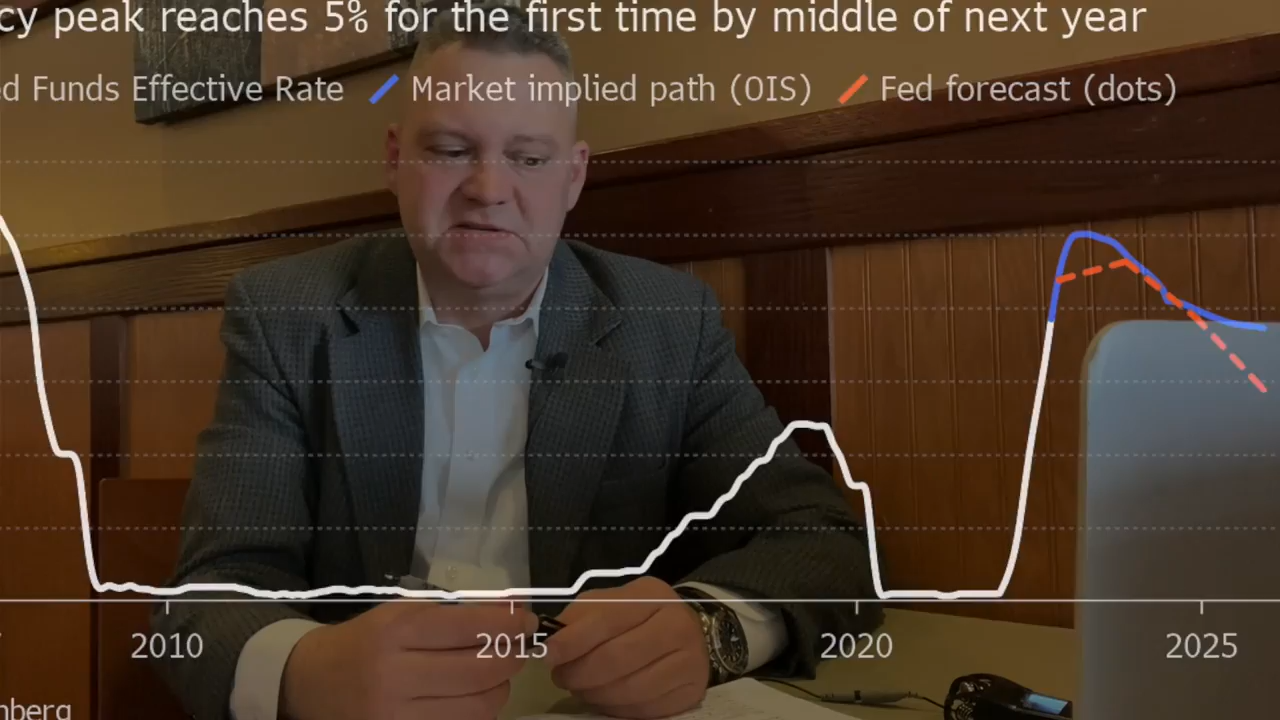 cy peak reaches 5% for the first time by middle of next year
ed Funds Effective Rate Market implied path (OIS) Fed forecast (dots)
2010 2015 2020 2025
nberg